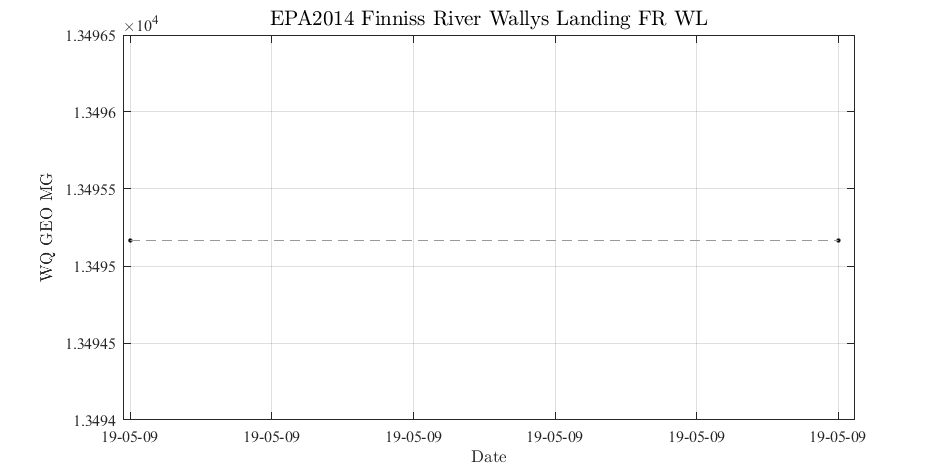 EPA2014 Finniss River Wallys Landing FR WL
×10⁴
1.34965
1.3496
1.34955
1.3495
1.34945
1.3494
WQ GEO MG
19-05-09 19-05-09 19-05-09 19-05-09 19-05-09 19-05-09
Date